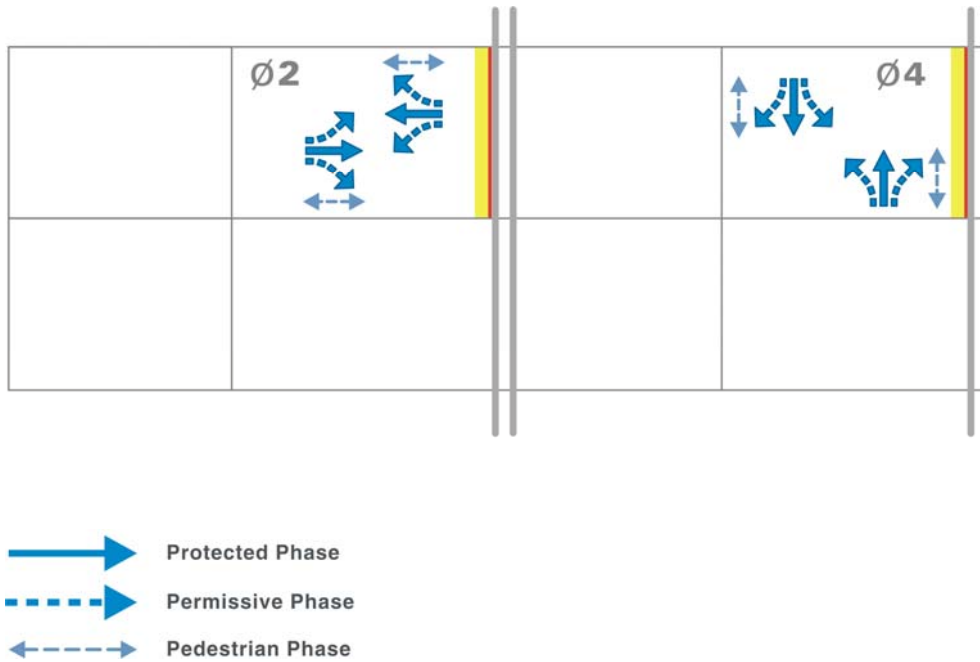 Ø2
Ø4
Protected Phase
Permissive Phase
Pedestrian Phase